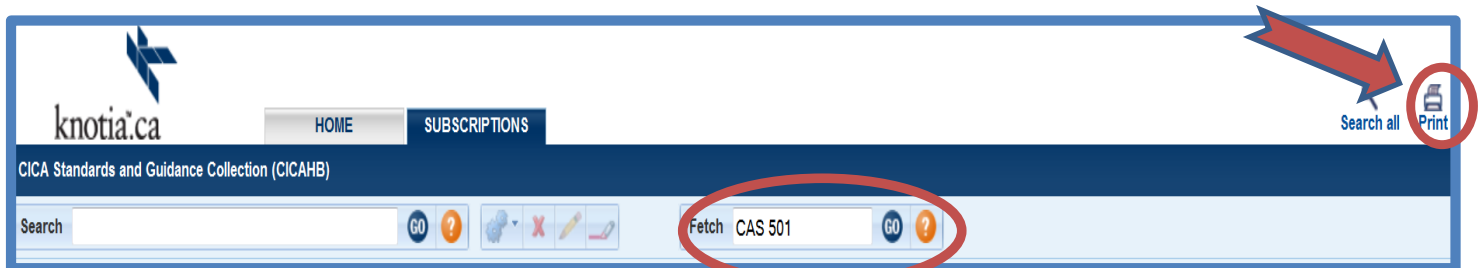 knotia.ca
HOME
SUBSCRIPTIONS
Search all
Print
CICA Standards and Guidance Collection (CICAHB)
Search
GO
?
Fetch
CAS 501
GO
?